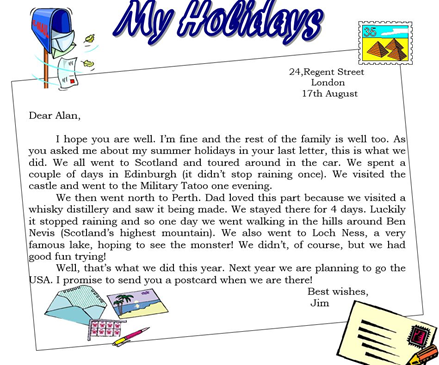 My Holidays
35
24,Regent Street
London
17th August
Dear Alan,
I hope you are well. I'm fine and the rest of the family is well too. As
you asked me about my summer holidays in your last letter, this is what we
did. We all went to Scotland and toured around in the car. We spent a
couple of days in Edinburgh (it didn't stop raining once). We visited the
castle and went to the Military Tatoo one evening.
We then went north to Perth. Dad loved this part because we visited a
whisky distillery and saw it being made. We stayed there for 4 days. Luckily
it stopped raining and so one day we went walking in the hills around Ben
Nevis (Scotland's highest mountain). We also went to Loch Ness, a very
famous lake, hoping to see the monster! We didn't, of course, but we had
good fun trying!
Well, that's what we did this year. Next year we are planning to go the
USA. I promise to send you a postcard when we are there!
Best wishes,
Jim